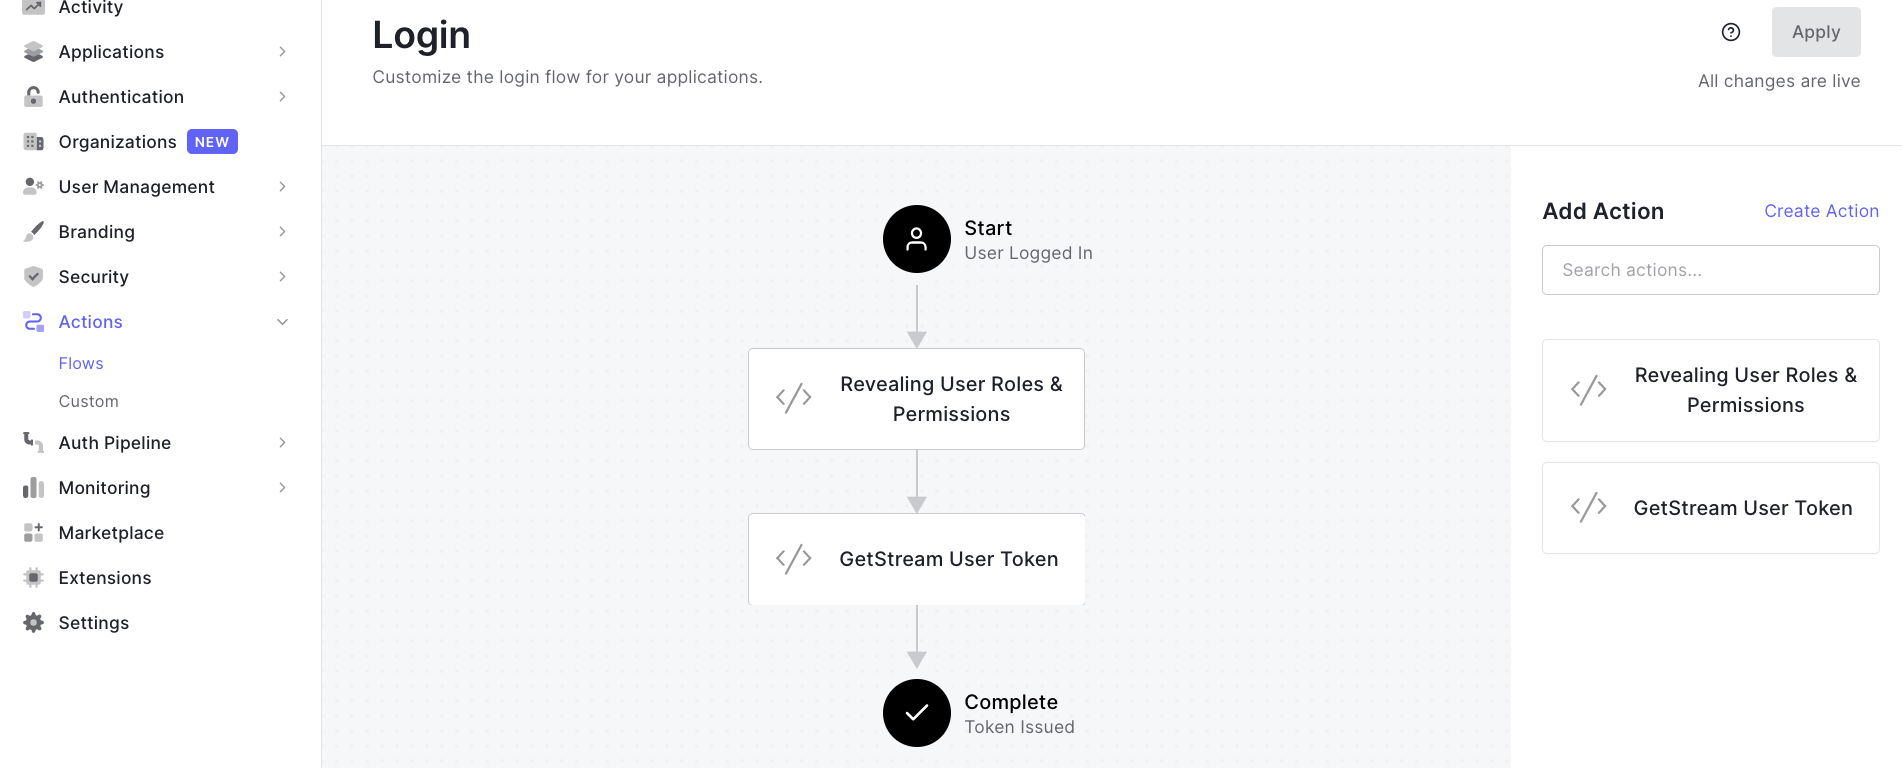 Activity
Applications
Authentication
Organizations NEW
User Management
Branding
Security
Actions
Flows
Custom
Auth Pipeline
Monitoring
Marketplace
Extensions
Settings
Login
Customize the login flow for your applications.
Apply
All changes are live
Start
User Logged In
Revealing User Roles &
Permissions
GetStream User Token
Complete
Token Issued
Add Action
Create Action
Search actions...
Revealing User Roles &
Permissions
GetStream User Token